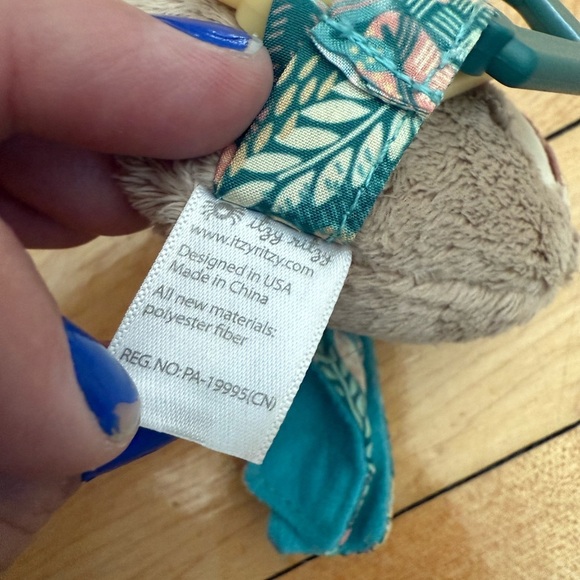 itzy ritzy
www.itzyritzy.com
Designed in USA
Made in China
All new materials:
polyester fiber
REG.NO:PA-19995(CN)